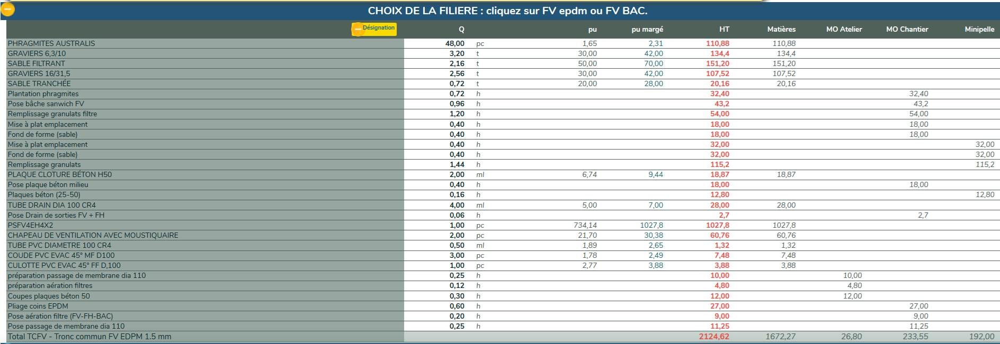 CHOIX DE LA FILIERE : cliquez sur FV epdm ou FV BAC.
Désignation Q pu pu margé HT Matières MO Atelier MO Chantier Minipelle
PHRAGMITES AUSTRALIS 48,00 pc 1,65 2,31 110,88 110,88
GRAVIERS 6,3/10 3,20 t 30,00 42,00 134,4 134,4
SABLE FILTRANT 2,16 t 50,00 70,00 151,20 151,20
GRAVIERS 16/31,5 2,56 t 30,00 42,00 107,52 107,52
SABLE TRANCHÉE 0,72 t 20,00 28,00 20,16 20,16
Plantation phragmites 0,72 h 32,40 32,40
Pose bâche sanwich FV 0,96 h 43,2 43,2
Remplissage granulats filtre 1,20 h 54,00 54,00
Mise à plat emplacement 0,40 h 18,00 18,00
Fond de forme (sable) 0,40 h 18,00 18,00
Mise à plat emplacement 0,40 h 32,00 32,00
Fond de forme (sable) 0,40 h 32,00 32,00
Remplissage granulats 1,44 h 115,2 115,2
PLAQUE CLOTURE BÉTON H50 2,00 ml 6,74 9,44 18,87 18,87
Pose plaque béton milieu 0,40 h 18,00 18,00
Plaques béton (25-50) 0,16 h 12,80 12,80
TUBE DRAIN DIA 100 CR4 4,00 ml 5,00 7,00 28,00 28,00
Pose Drain de sorties FV + FH 0,06 h 2,7 2,7
PSFV4EH4X2 1,00 pc 734,14 1027,8 1027,8 1027,8
CHAPEAU DE VENTILATION AVEC MOUSTIQUAIRE 2,00 pc 21,70 30,38 60,76 60,76
TUBE PVC DIAMETRE 100 CR4 0,50 ml 1,89 2,65 1,32 1,32
COUDE PVC EVAC 45° MF D100 3,00 pc 1,78 2,49 7,48 7,48
CULOTTE PVC EVAC 45° FF D,100 1,00 pc 2,77 3,88 3,88 3,88
préparation passage de membrane dia 110 0,25 h 10,00 10,00
préparation aération filtres 0,12 h 4,80 4,80
Coupes plaques béton 50 0,30 h 12,00 12,00
Pliage coins EPDM 0,60 h 27,00 27,00
Pose aération filtre (FV-FH-BAC) 0,20 h 9,00 9,00
Pose passage de membrane dia 110 0,25 h 11,25 11,25
Total TCFV - Tronc commun FV EDPM 1.5 mm 2124,62 1672,27 26,80 233,55 192,00